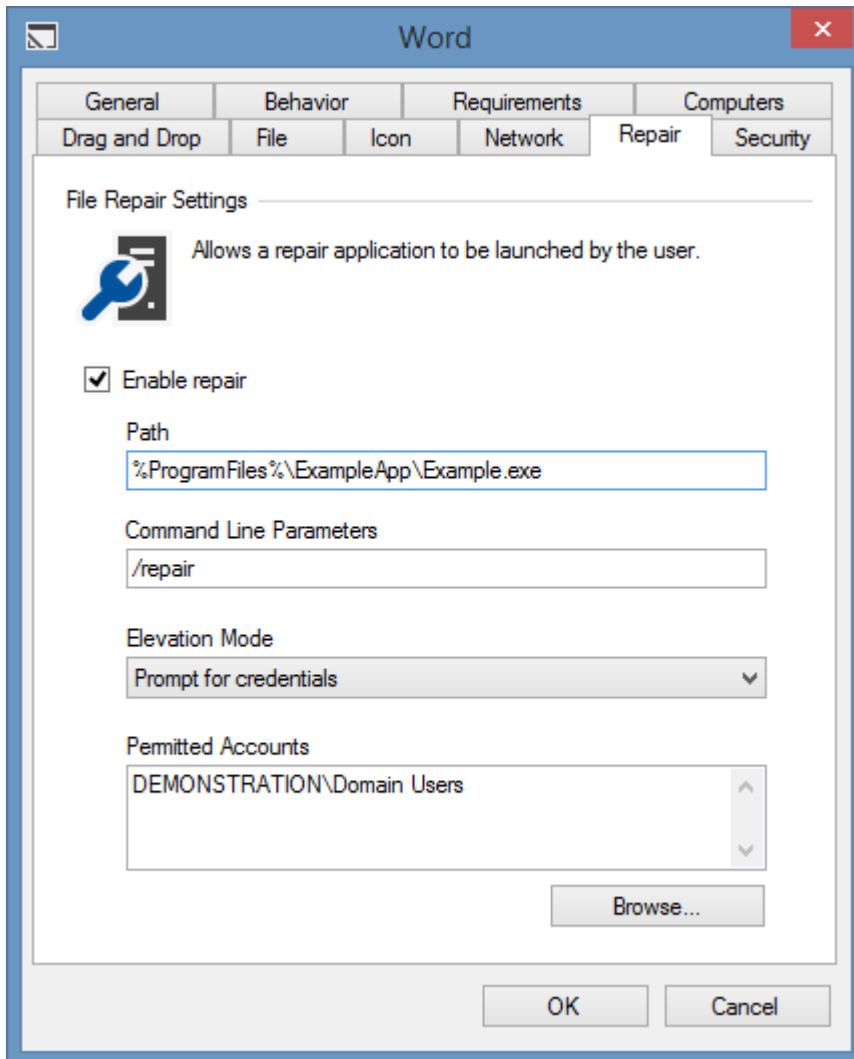 Word
General Behavior Requirements Computers
Drag and Drop File Icon Network Repair Security
File Repair Settings
Allows a repair application to be launched by the user.
Enable repair
Path
%ProgramFiles%\ExampleApp\Example.exe
Command Line Parameters
/repair
Elevation Mode
Prompt for credentials
Permitted Accounts
DEMONSTRATION\Domain Users
Browse...
OK Cancel